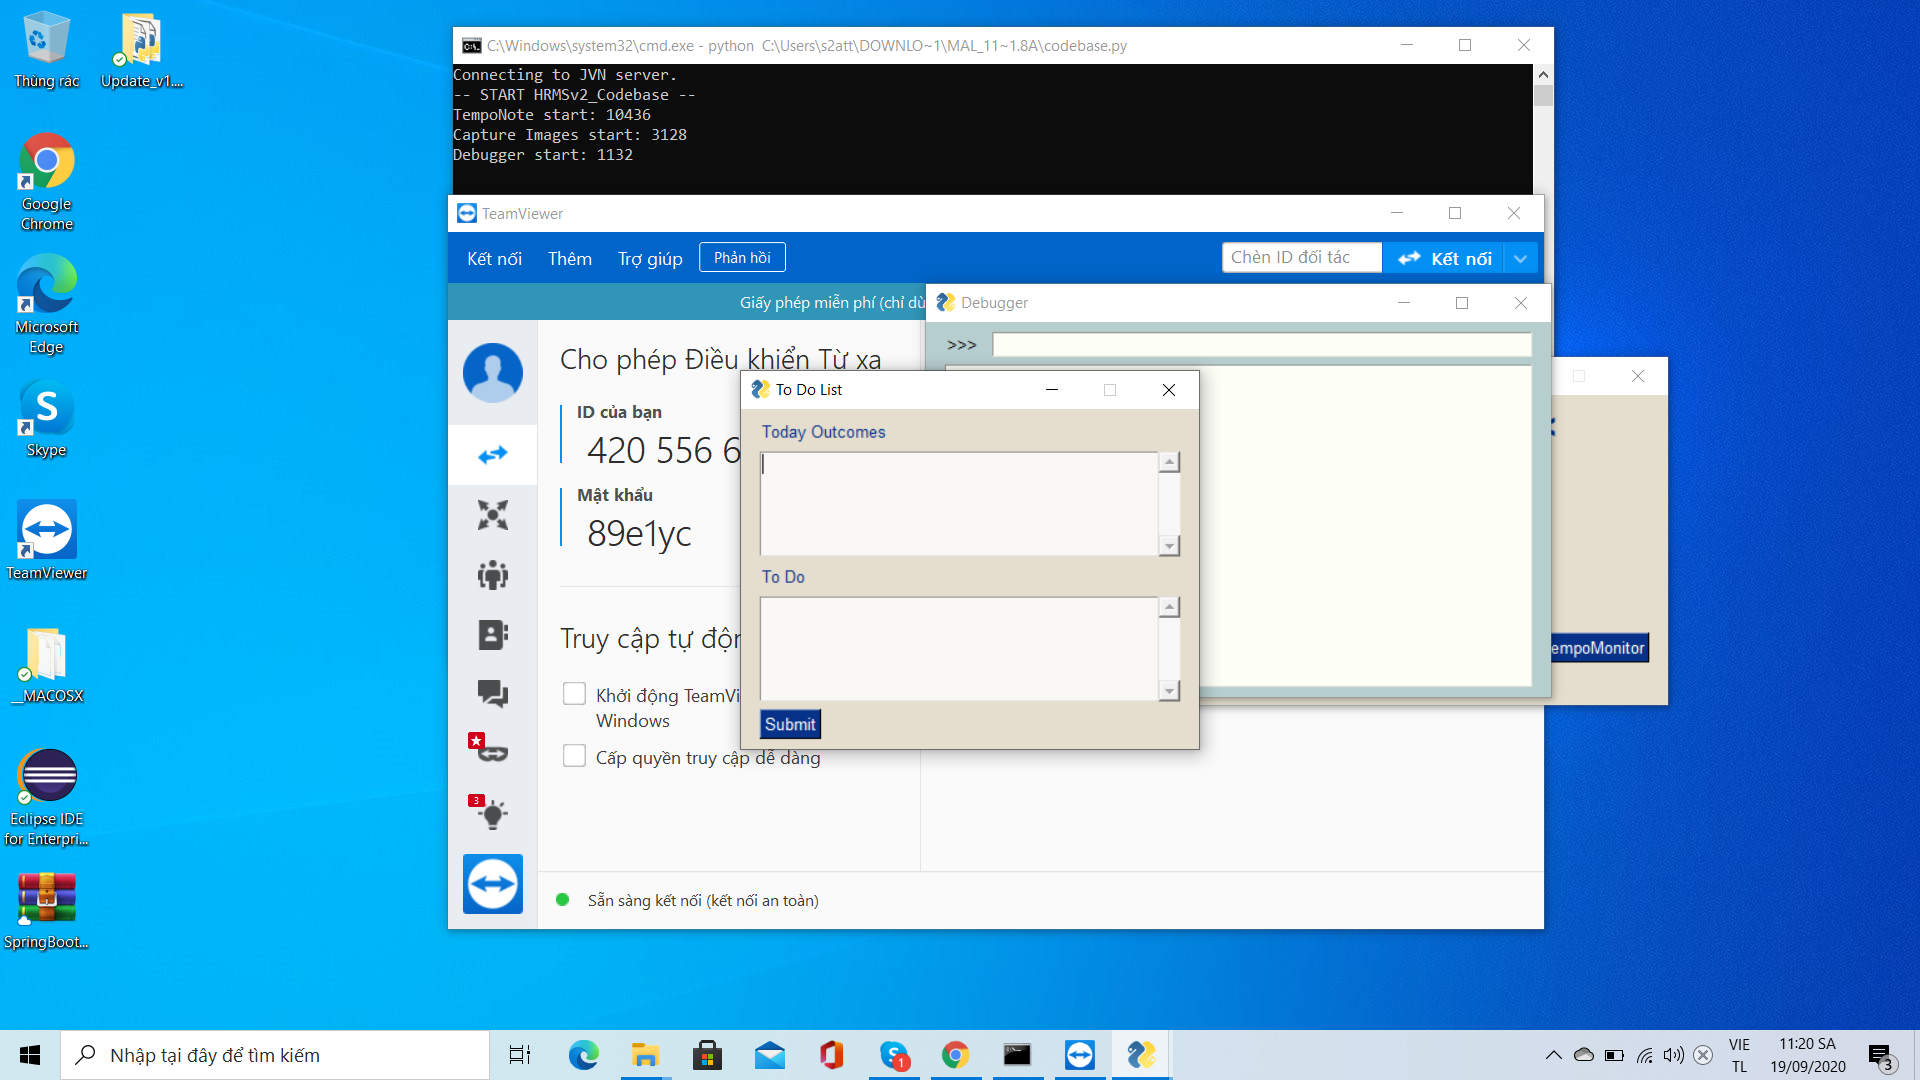 Thùng rác
Update_v1....
Google
Chrome
Microsoft
Edge
Skype
TeamViewer
__MACOSX
Eclipse IDE
for Enterpri...
SpringBoot...
C:\Windows\system32\cmd.exe - python  C:\Users\s2att\DOWNLO~1\MAL_11~1.8A\codebase.py
Connecting to JVN server.
-- START HRMSv2_Codebase --
TempoNote start: 10436
Capture Images start: 3128
Debugger start: 1132
TeamViewer
Kết nối
Thêm
Trợ giúp
Phản hồi
Chèn ID đối tác
Kết nối
Giấy phép miễn phí (chỉ dù
Cho phép Điều khiển Từ xa
ID của bạn
420 556 6
Mật khẩu
89e1yc
Truy cập tự độn
Khởi động TeamVi
Windows
Cấp quyền truy cập dễ dàng
3
Sẵn sàng kết nối (kết nối an toàn)
Debugger
>>>
To Do List
Today Outcomes
To Do
Submit
empoMonitor
Nhập tại đây để tìm kiếm
1
VIE
TL
11:20 SA
19/09/2020
3